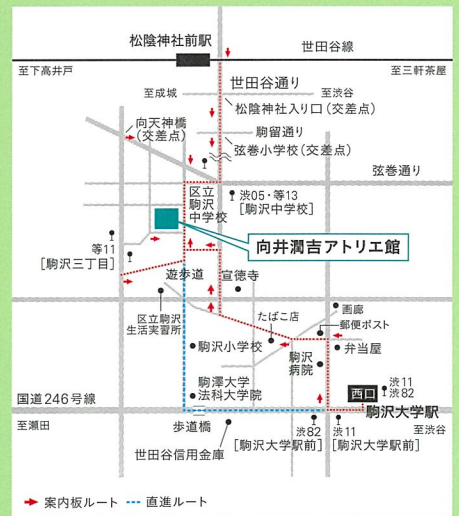 松陰神社前駅
世田谷線
至下高井戸
至三軒茶屋
世田谷通り
至成城
至渋谷
松陰神社入り口(交差点)
向天神橋
(交差点)
駒留通り
弦巻小学校(交差点)
弦巻通り
区立
駒沢
中学校
渋05・等13
[駒沢中学校]
等11
[駒沢三丁目]
向井潤吉アトリエ館
遊歩道
宣徳寺
区立駒沢
生活実習所
たばこ店
画廊
郵便ポスト
駒沢小学校
弁当屋
駒沢
病院
駒澤大学
法科大学院
西口
渋11
渋82
国道246号線
駒沢大学駅
至瀬田
歩道橋
至渋谷
世田谷信用金庫
渋82
[駒沢大学駅前]
渋11
[駒沢大学駅前]
案内板ルート
直進ルート